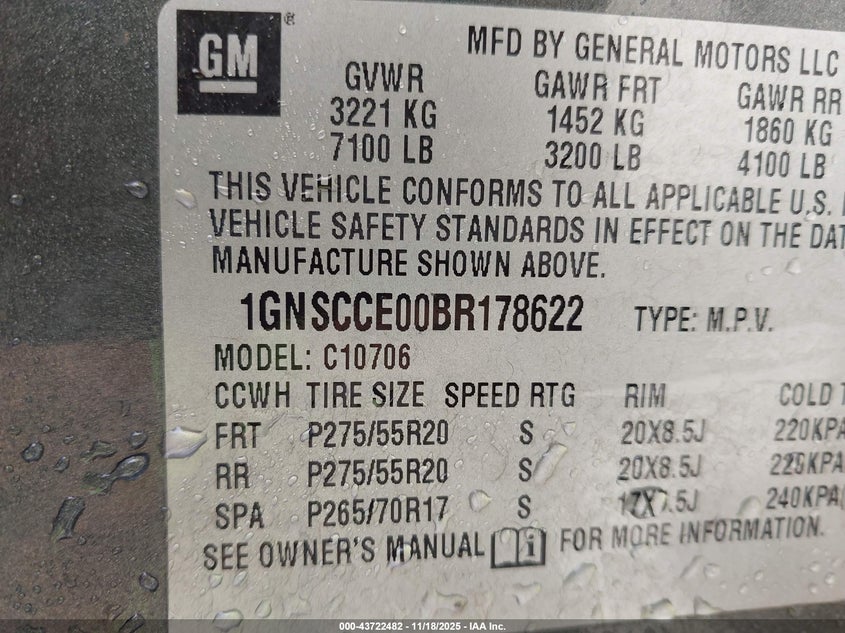 GM ®
MFD BY GENERAL MOTORS LLC
GVWR GAWR FRT GAWR RR
3221 KG 1452 KG 1860 KG
7100 LB 3200 LB 4100 LB
THIS VEHICLE CONFORMS TO ALL APPLICABLE U.S.
VEHICLE SAFETY STANDARDS IN EFFECT ON THE DAT
MANUFACTURE SHOWN ABOVE.
1GNSCCE00BR178622 TYPE: M.P.V.
MODEL: C10706
CCWH TIRE SIZE SPEED RTG RIM COLD T
FRT P275/55R20 S 20X8.5J 220KPA
RR P275/55R20 S 20X8.5J 225KPA
SPA P265/70R17 S 17X7.5J 240KPA
SEE OWNER'S MANUAL FOR MORE INFORMATION.
000-43722482 - 11/18/2025 - IAA Inc.